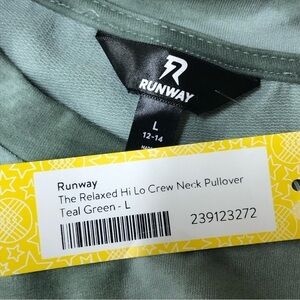 RUNWAY
L
12-14
Runway
The Relaxed Hi Lo Crew Neck Pullover
Teal Green - L
239123272